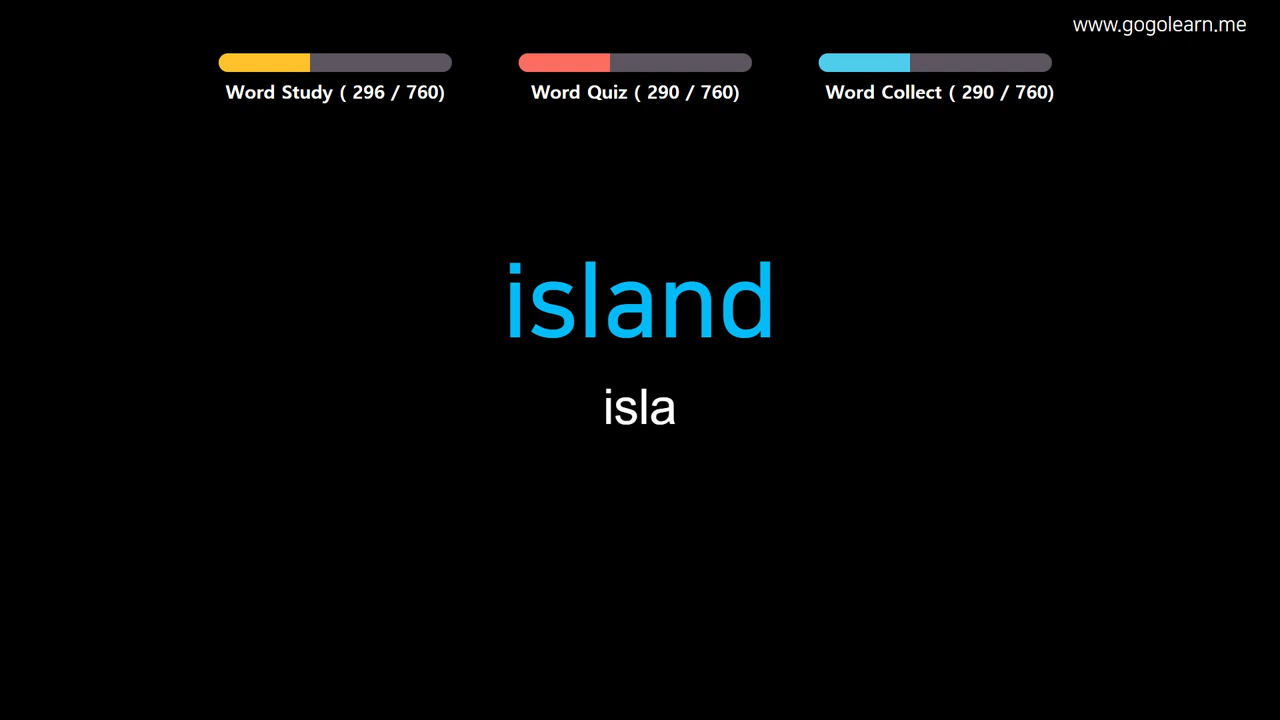 www.gogolearn.me
Word Study ( 296 / 760)
Word Quiz ( 290 / 760)
Word Collect ( 290 / 760)
island
isla